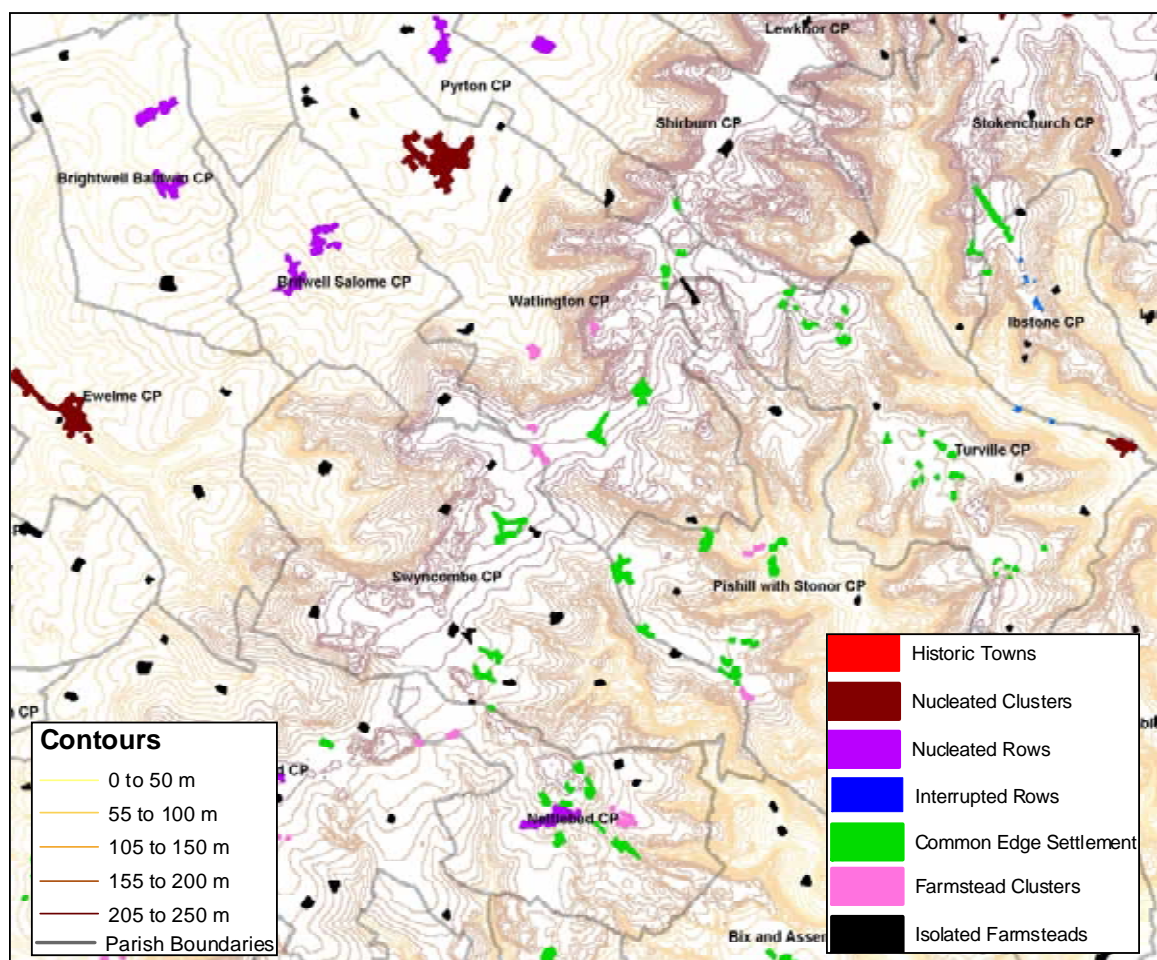 Lewknor CP
Pyrton CP
Shirburn CP
Stokenchurch CP
Brightwell Baldwin CP
Britwell Salome CP
Watlington CP
Ibstone CP
Ewelme CP
Turville CP
Swyncombe CP
Pishill with Stonor CP
CP
CP
Nettlebed CP
Bix and Assen
Contours
0 to 50 m
55 to 100 m
105 to 150 m
155 to 200 m
205 to 250 m
Parish Boundaries
Historic Towns
Nucleated Clusters
Nucleated Rows
Interrupted Rows
Common Edge Settlement
Farmstead Clusters
Isolated Farmsteads